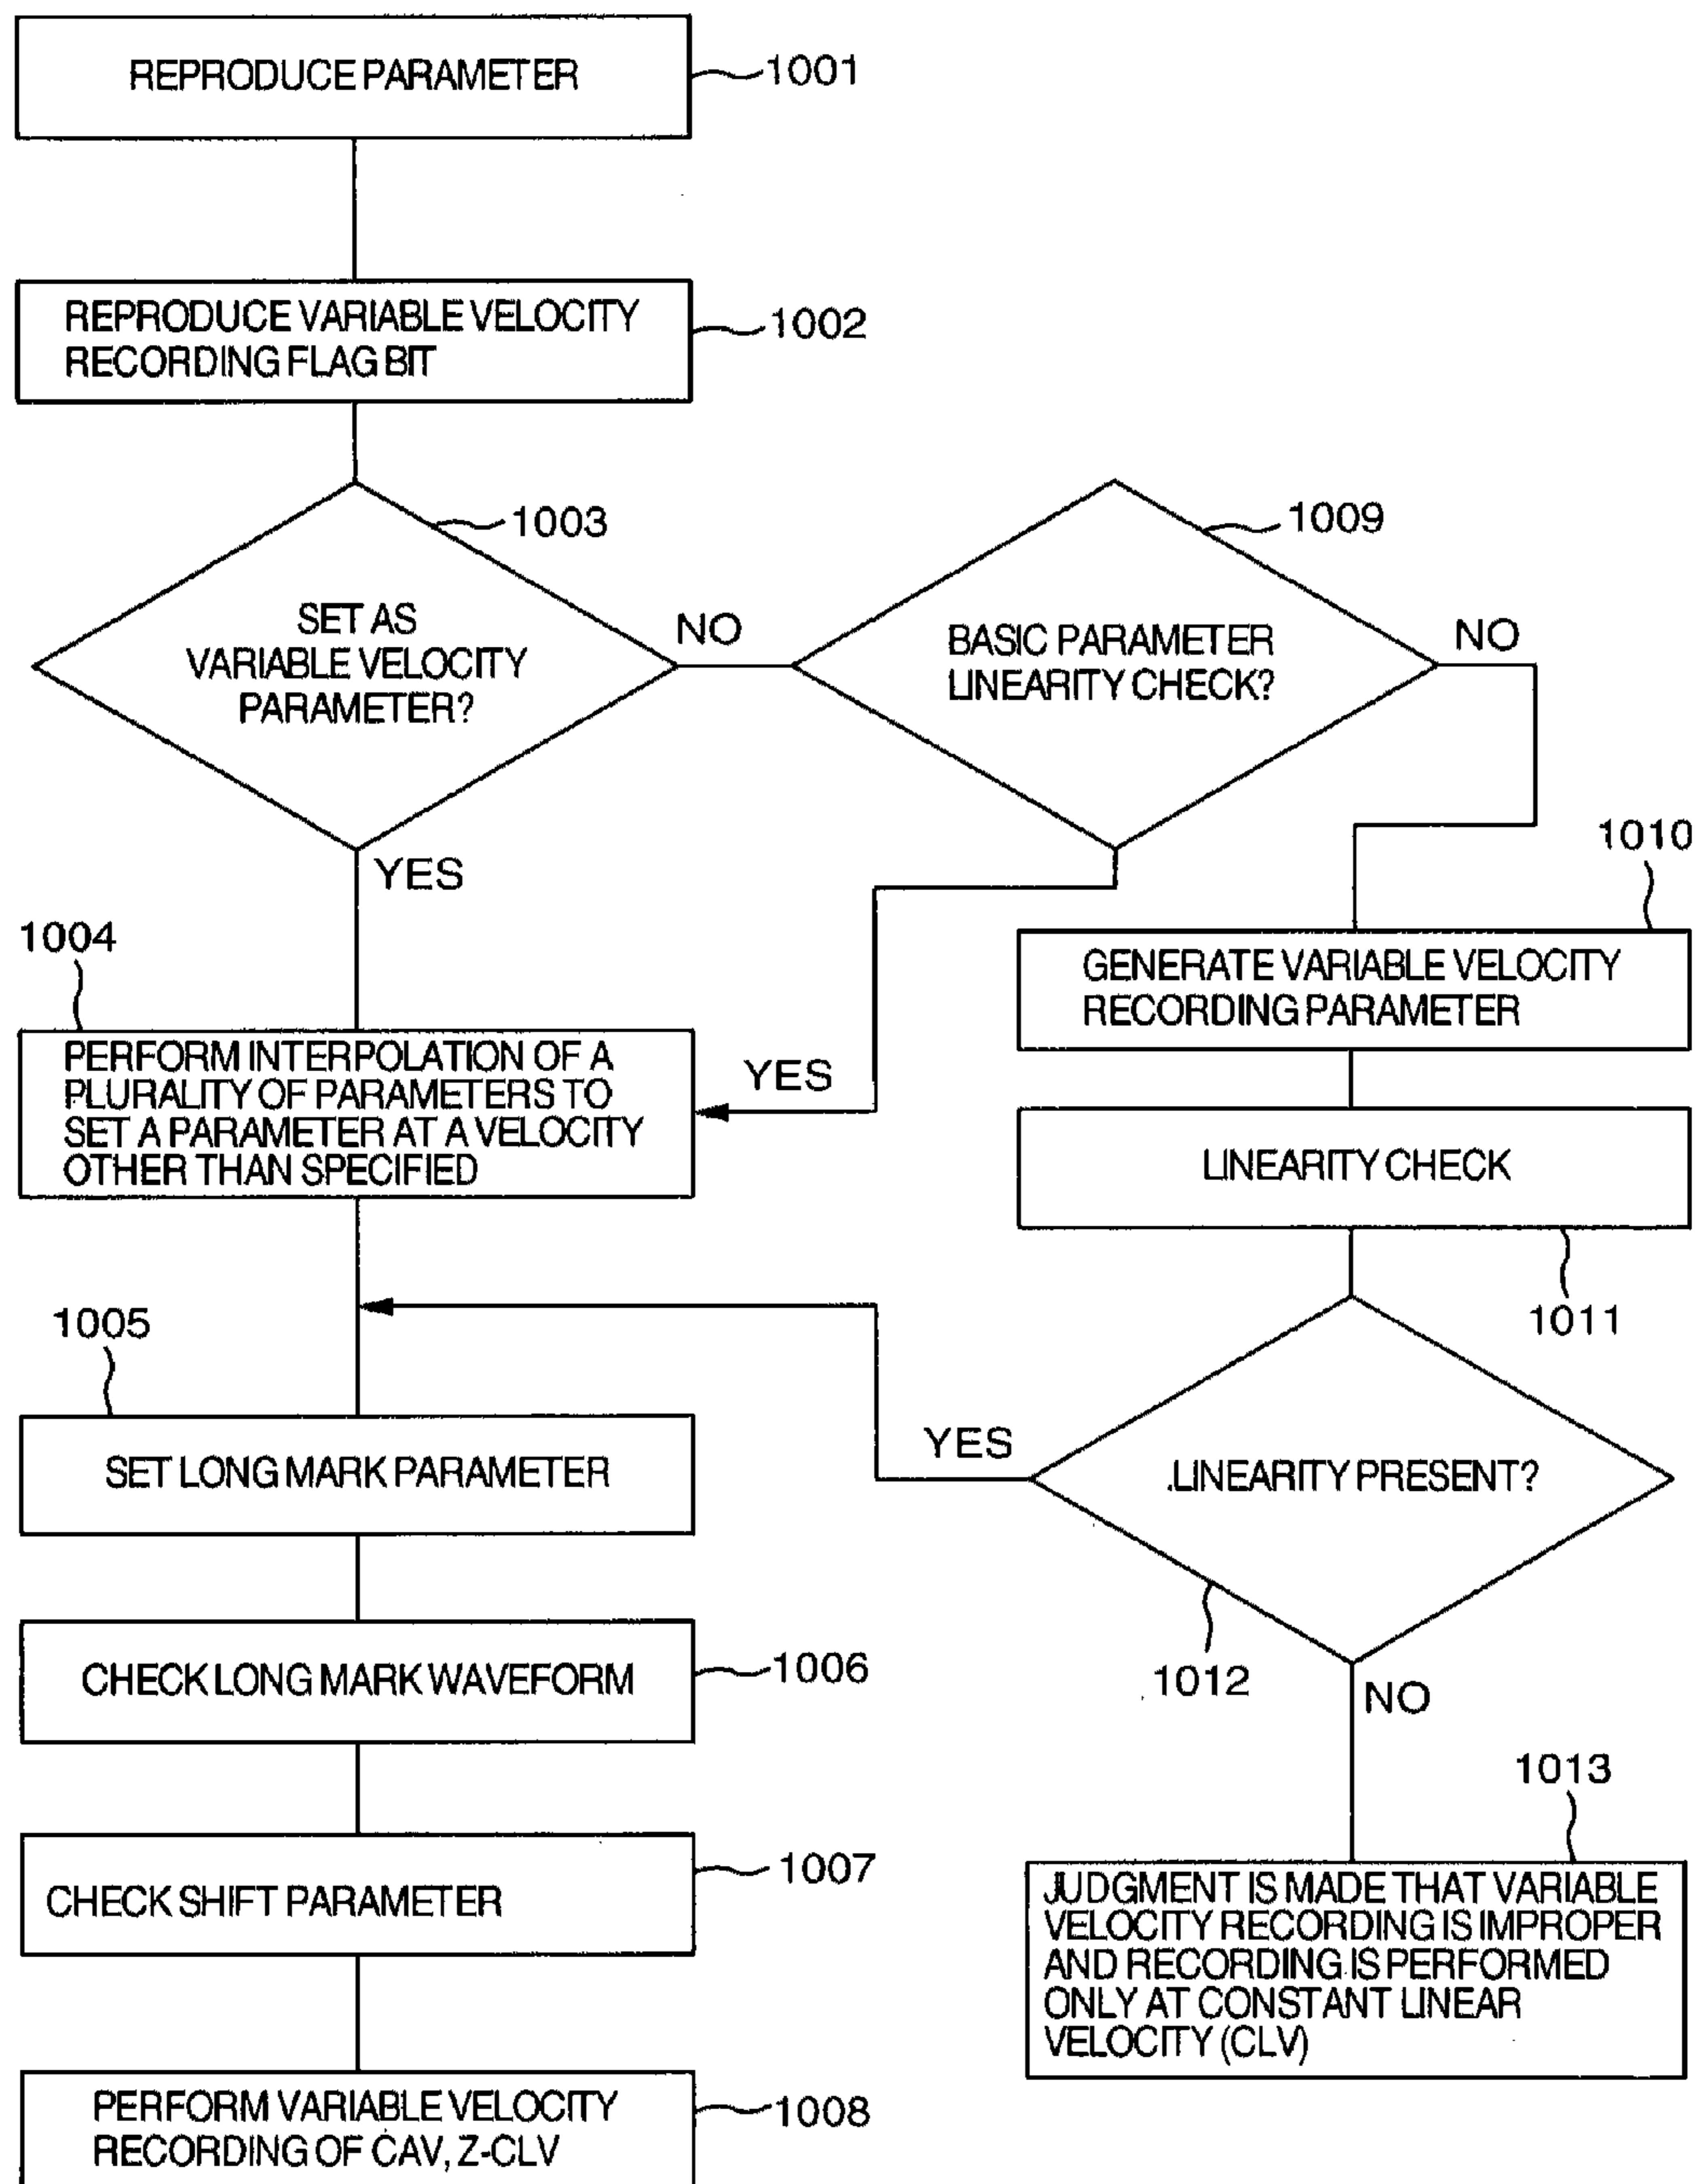 REPRODUCE PARAMETER
1001
REPRODUCE VARIABLE VELOCITY
RECORDING FLAG BIT
1002
1003
SET AS
VARIABLE VELOCITY
PARAMETER?
NO
1009
BASIC PARAMETER
LINEARITY CHECK?
NO
YES
1004
PERFORM INTERPOLATION OF A
PLURALITY OF PARAMETERS TO
SET A PARAMETER AT A VELOCITY
OTHER THAN SPECIFIED
YES
1010
GENERATE VARIABLE VELOCITY
RECORDING PARAMETER
LINEARITY CHECK
1011
1005
SET LONG MARK PARAMETER
YES
LINEARITY PRESENT?
1012
NO
CHECK LONG MARK WAVEFORM
1006
CHECK SHIFT PARAMETER
1007
1013
JUDGMENT IS MADE THAT VARIABLE
VELOCITY RECORDING IS IMPROPER
AND RECORDING IS PERFORMED
ONLY AT CONSTANT LINEAR
VELOCITY (CLV)
PERFORM VARIABLE VELOCITY
RECORDING OF CAV, Z-CLV
1008